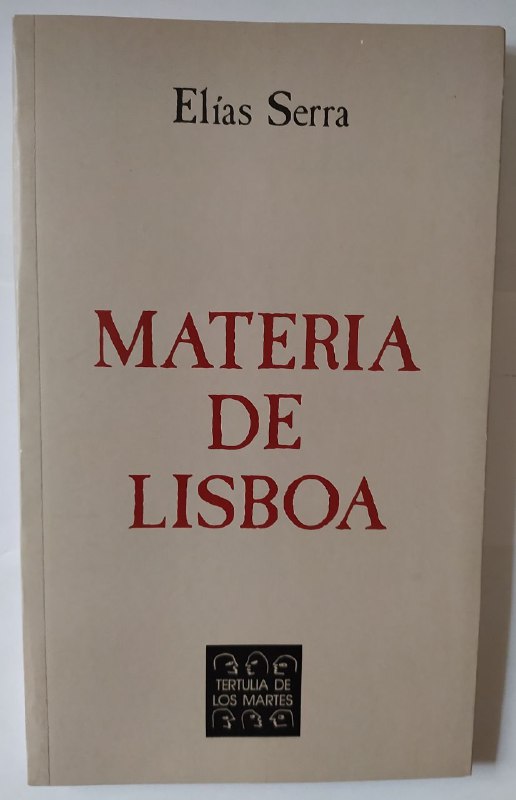 Elías Serra
MATERIA
DE
LISBOA
TERTULIA DE
LOS MARTES